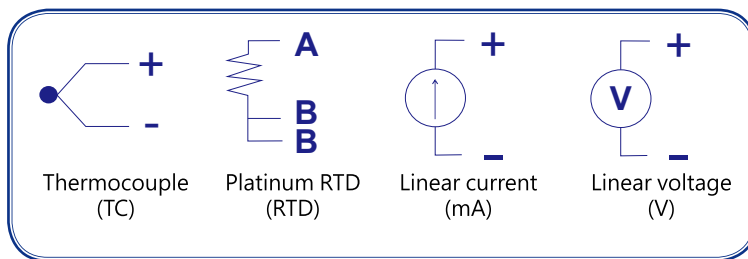 +
-
Thermocouple
(TC)
A
B
B
Platinum RTD
(RTD)
+
-
Linear current
(mA)
+
V
-
Linear voltage
(V)